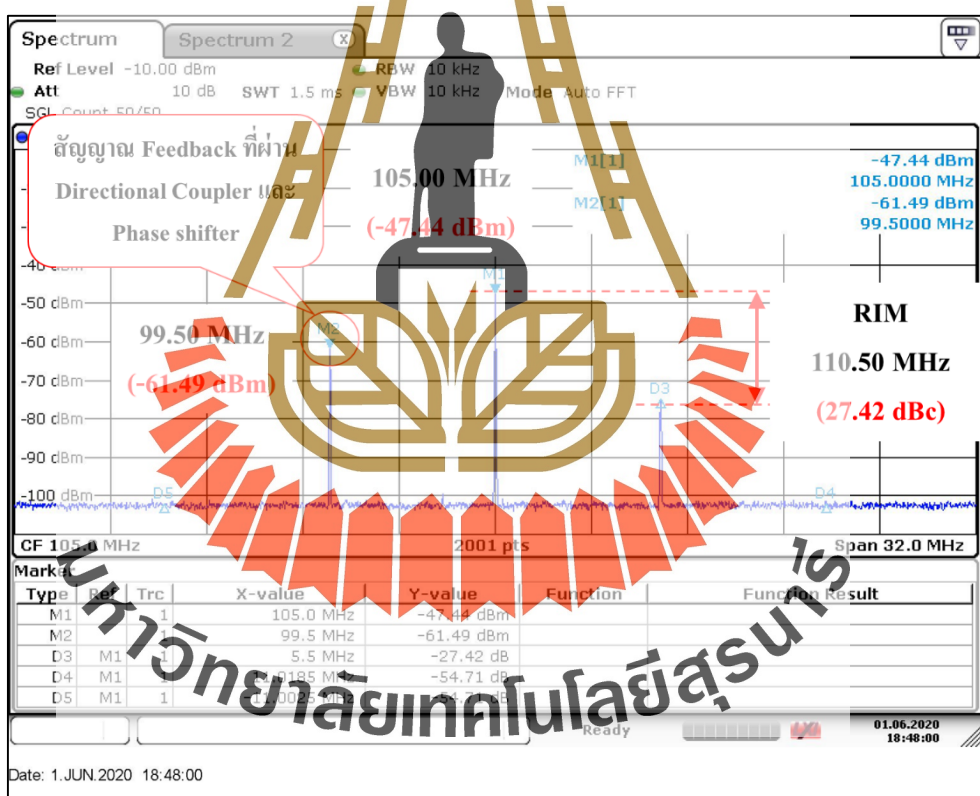 Spectrum
Spectrum 2
Ref Level -10.00 dBm
RBW 10 kHz
Att 10 dB SWT 1.5 ms VBW 10 kHz Mode Auto FFT
SGL Count 50/50
สัญญาณ Feedback ที่ผ่าน
Directional Coupler และ
Phase shifter
105.00 MHz
(-47.44 dBm)
M1[1] -47.44 dBm
105.0000 MHz
M2[1] -61.49 dBm
99.5000 MHz
-40 dBm
-50 dBm
-60 dBm
-70 dBm
-80 dBm
-90 dBm
-100 dBm
M1
M2
D3
D4
D5
99.50 MHz
(-61.49 dBm)
RIM
110.50 MHz
(27.42 dBc)
CF 105.0 MHz 2001 pts Span 32.0 MHz
Marker
Type Ref Trc X-value Y-value Function Function Result
M1 1 105.0 MHz -47.44 dBm
M2 1 99.5 MHz -61.49 dBm
D3 M1 1 5.5 MHz -27.42 dB
D4 M1 1 11.0185 MHz -54.71 dB
D5 M1 1 -11.0025 MHz -54.71 dB
มหาวิทยาลัยเทคโนโลยีสุรนารี
Ready
01.06.2020
18:48:00
Date: 1.JUN.2020 18:48:00